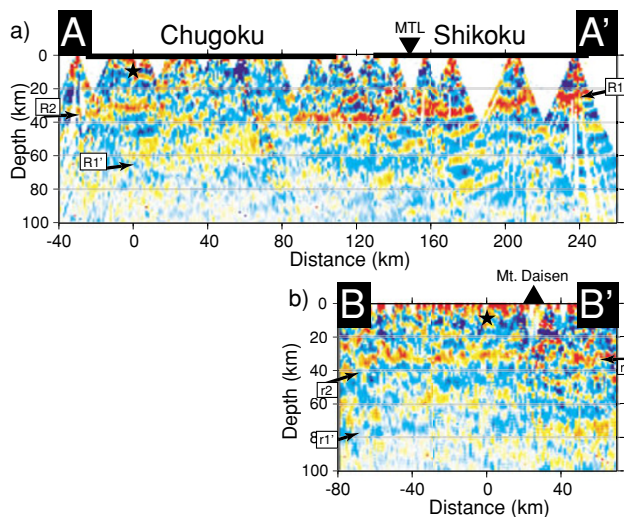 a)
A
Chugoku
MTL
Shikoku
A'
0
20
40
60
80
100
Depth (km)
R2
R1'
R1
-40
0
40
80
120
160
200
240
Distance (km)
b)
B
Mt. Daisen
B'
0
20
40
60
80
100
Depth (km)
r2
r1'
r
-80
-40
0
40
Distance (km)